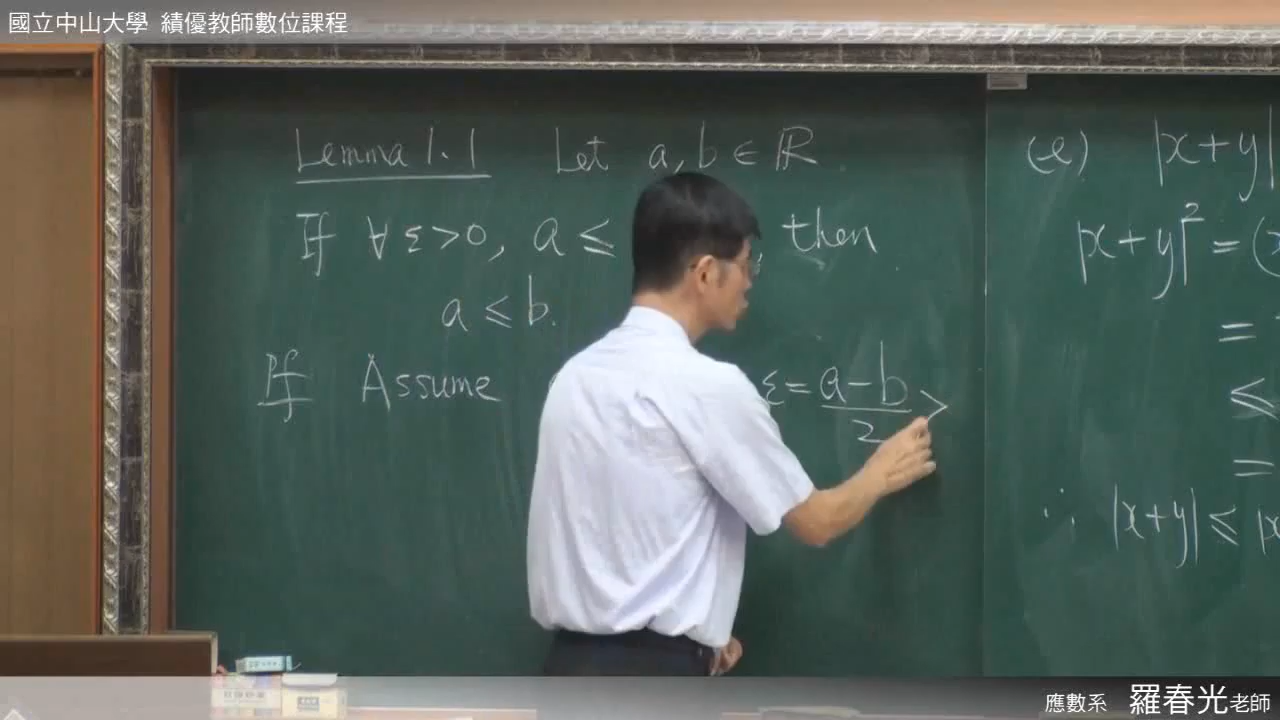 國立中山大學 績優教師數位課程
Lemma 1.1 Let a, b ∈ ℝ
If ∀ ε>0, a ≤ then
a ≤ b.
Pf Assume ε = (a-b)/2 >
(e) |x+y|
|x+y|² = (x
=
≤
=
∴ |x+y| ≤ |x
應數系 羅春光老師